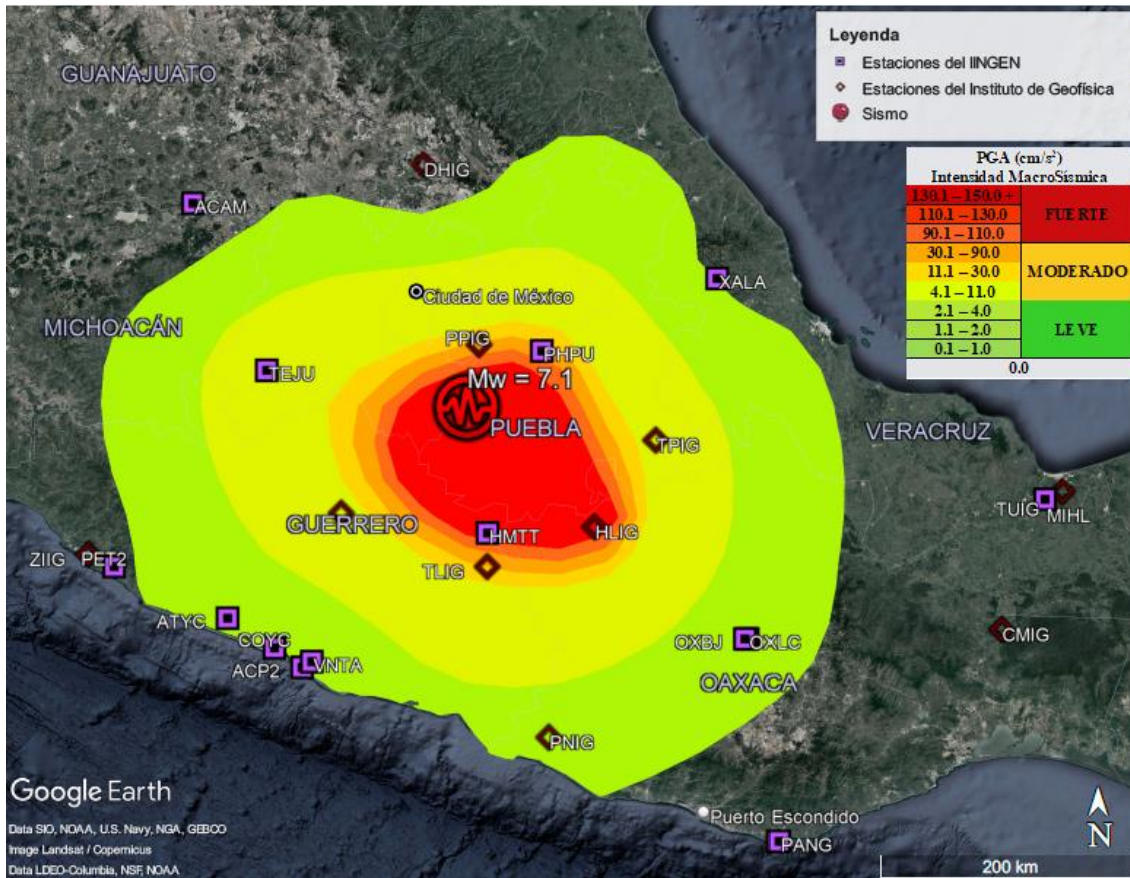 Leyenda
Estaciones del IINGEN
Estaciones del Instituto de Geofísica
Sismo
GUANAJUATO
PGA (cm/s²)
Intensidad MacroSísmica
130.1 – 150.0 +
110.1 – 130.0
90.1 – 110.0
FUERTE
30.1 – 90.0
11.1 – 30.0
4.1 – 11.0
MODERADO
2.1 – 4.0
1.1 – 2.0
0.1 – 1.0
LEVE
0.0
DHIG
ACAM
XALA
Ciudad de México
MICHOACÁN
PPIG
PHPU
TEJU
Mw = 7.1
PUEBLA
VERACRUZ
TPIG
TUIG
MIHL
GUERRERO
HMTT
HLIG
ZIIG
PET2
TLIG
ATYC
COYC
ACP2
VNTA
OXBJ
OXLC
CMIG
OAXACA
PNIG
Puerto Escondido
PANG
Google Earth
Data SIO, NOAA, U.S. Navy, NGA, GEBCO
Image Landsat / Copernicus
Data LDEO-Columbia, NSF, NOAA
N
200 km